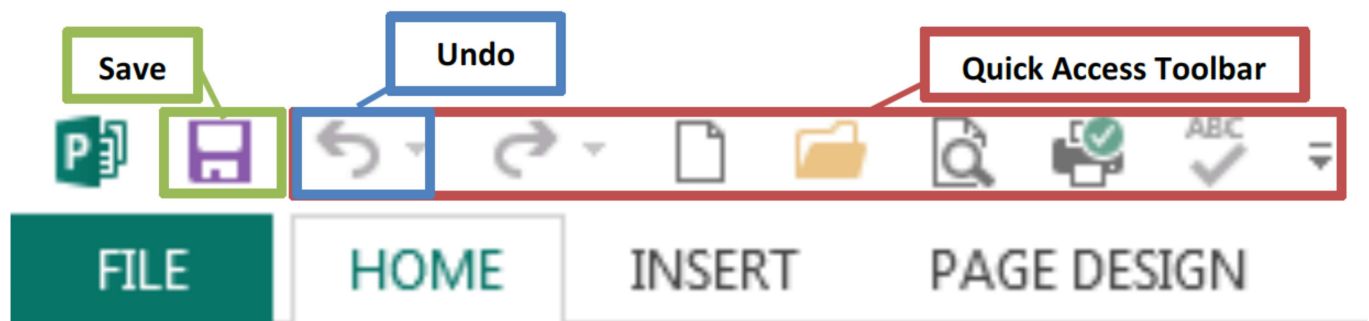 Save
Undo
Quick Access Toolbar
P
ABC
FILE HOME INSERT PAGE DESIGN